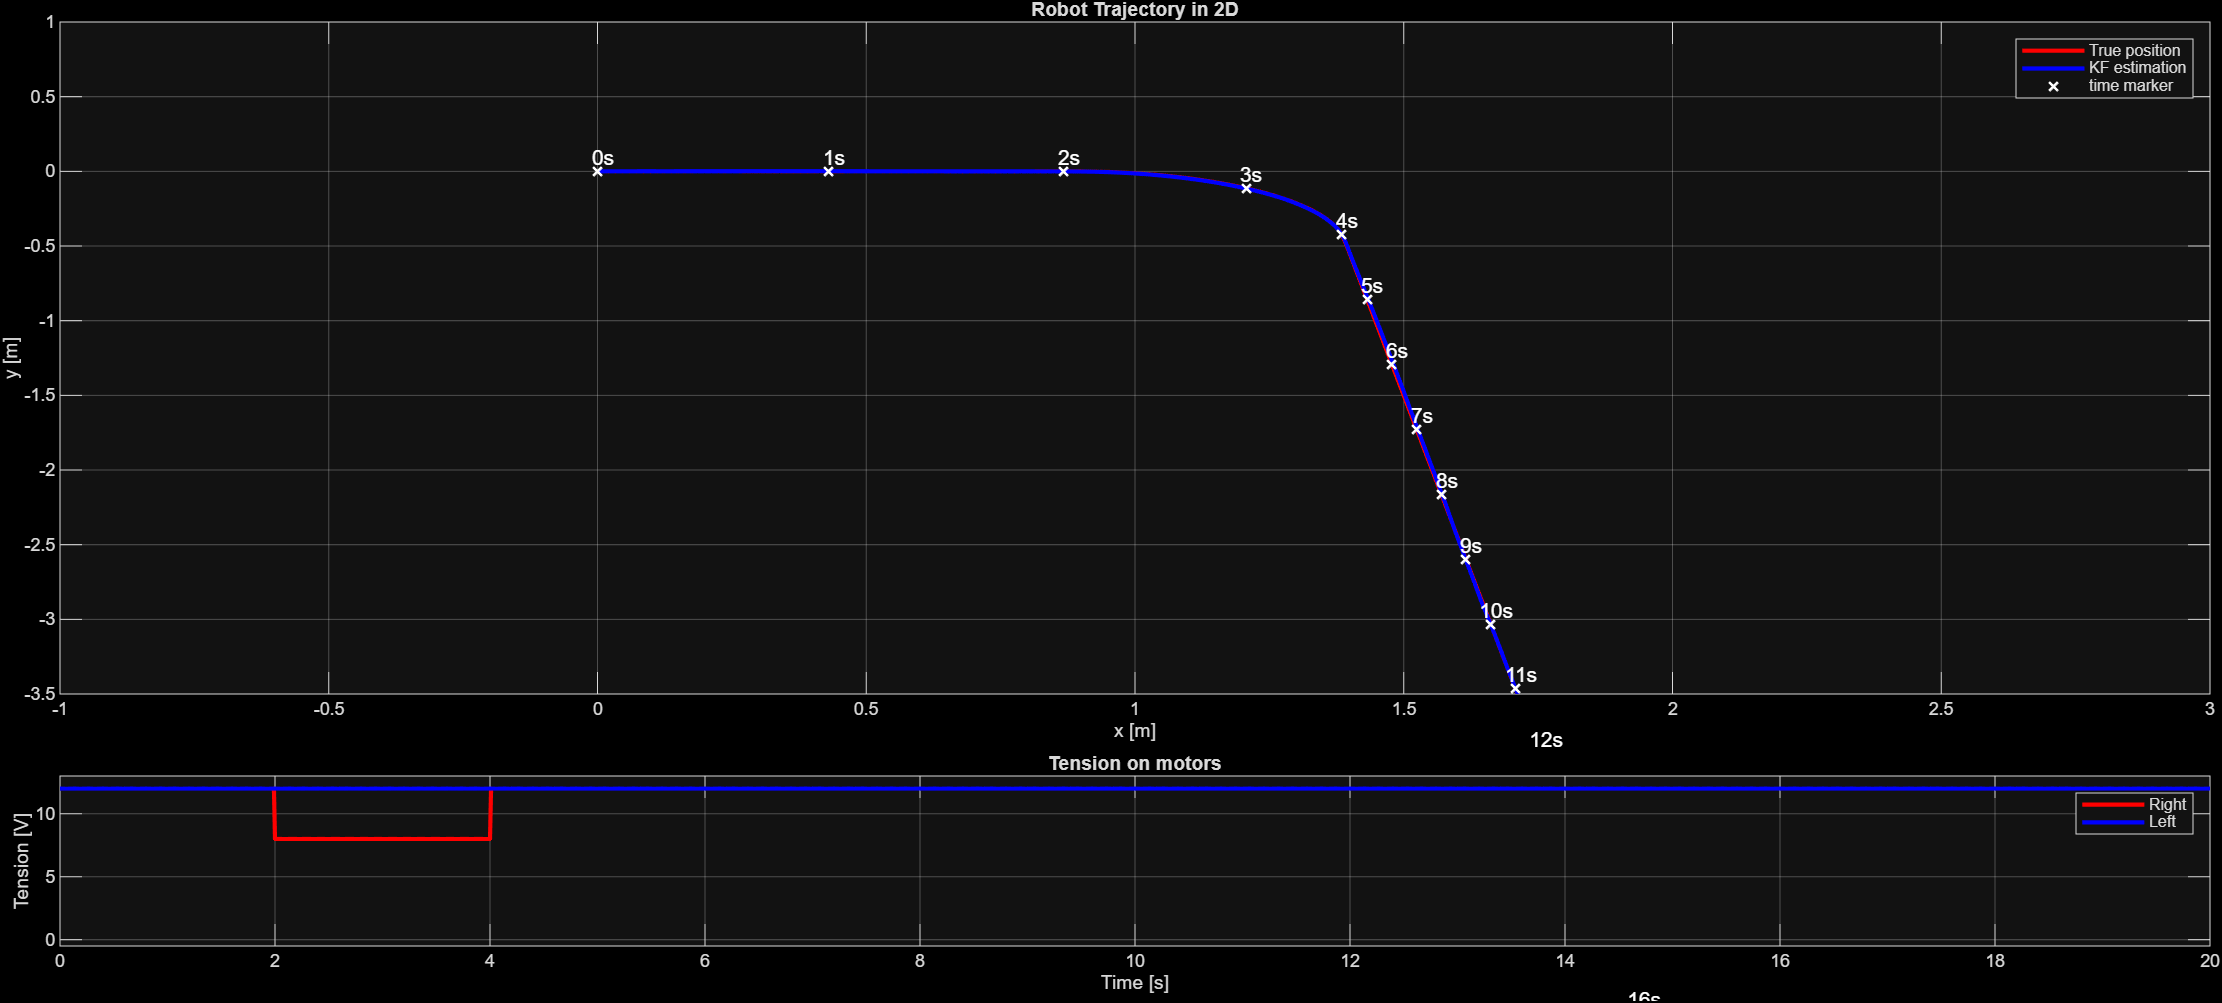 Robot Trajectory in 2D
True position
KF estimation
time marker
1
0.5
0
-0.5
-1
-1.5
-2
-2.5
-3
-3.5
y [m]
0s
1s
2s
3s
4s
5s
6s
7s
8s
9s
10s
11s
-1 -0.5 0 0.5 1 1.5 2 2.5 3
x [m]
12s
Tension on motors
Right
Left
10
5
0
Tension [V]
0 2 4 6 8 10 12 14 16 18 20
Time [s]
16s